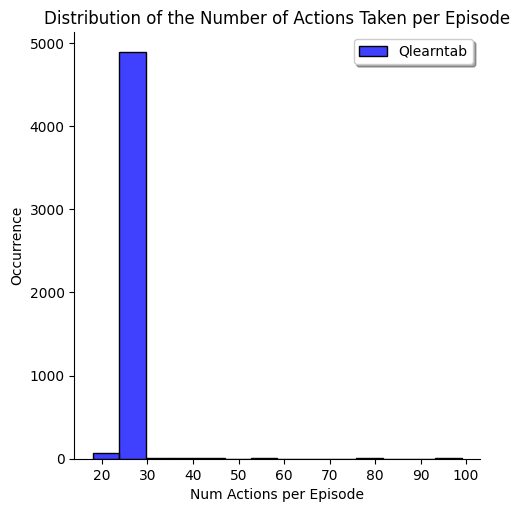 Distribution of the Number of Actions Taken per Episode
Qlearntab
5000
4000
3000
2000
1000
0
Occurrence
20 30 40 50 60 70 80 90 100
Num Actions per Episode